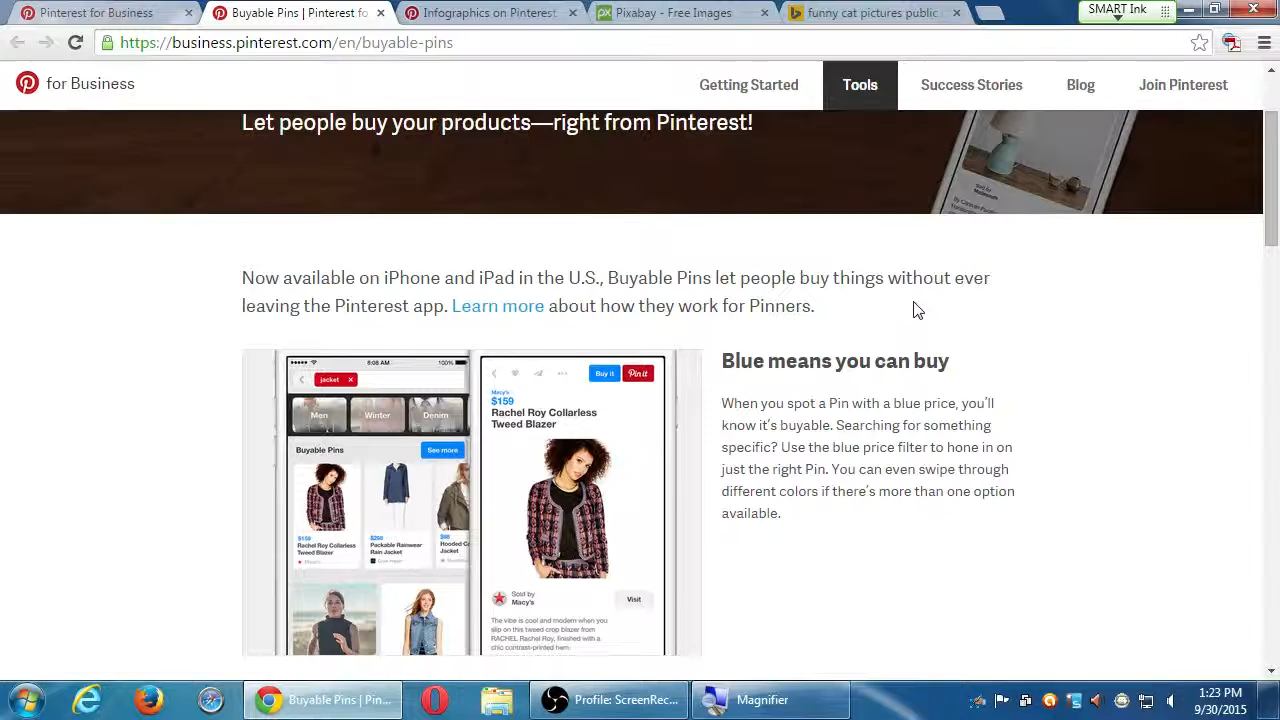 Pinterest for Business
Buyable Pins | Pinterest fo
Infographics on Pinterest
Pixabay - Free Images
funny cat pictures public
SMART Ink
https://business.pinterest.com/en/buyable-pins
for Business
Getting Started
Tools
Success Stories
Blog
Join Pinterest
Let people buy your products—right from Pinterest!
Now available on iPhone and iPad in the U.S., Buyable Pins let people buy things without ever
leaving the Pinterest app. Learn more about how they work for Pinners.
8:08 AM
100%
jacket ×
Men
Winter
Denim
Buyable Pins
See more
$159
Rachel Roy Collarless
Tweed Blazer
Macy's
Packable Rainwear
Rain Jacket
$98
Hooded C
Jacket
Buy it
Pin it
Macy's
$159
Rachel Roy Collarless
Tweed Blazer
Sold by
Macy's
Visit
The vibe is cool and modern when you
slip on this tweed crop blazer from
RACHEL Rachel Roy, finished with a
chic contrast-printed hem.
Blue means you can buy
When you spot a Pin with a blue price, you'll
know it's buyable. Searching for something
specific? Use the blue price filter to hone in on
just the right Pin. You can even swipe through
different colors if there's more than one option
available.
Buyable Pins | Pin...
Profile: ScreenRec...
Magnifier
1:23 PM
9/30/2015